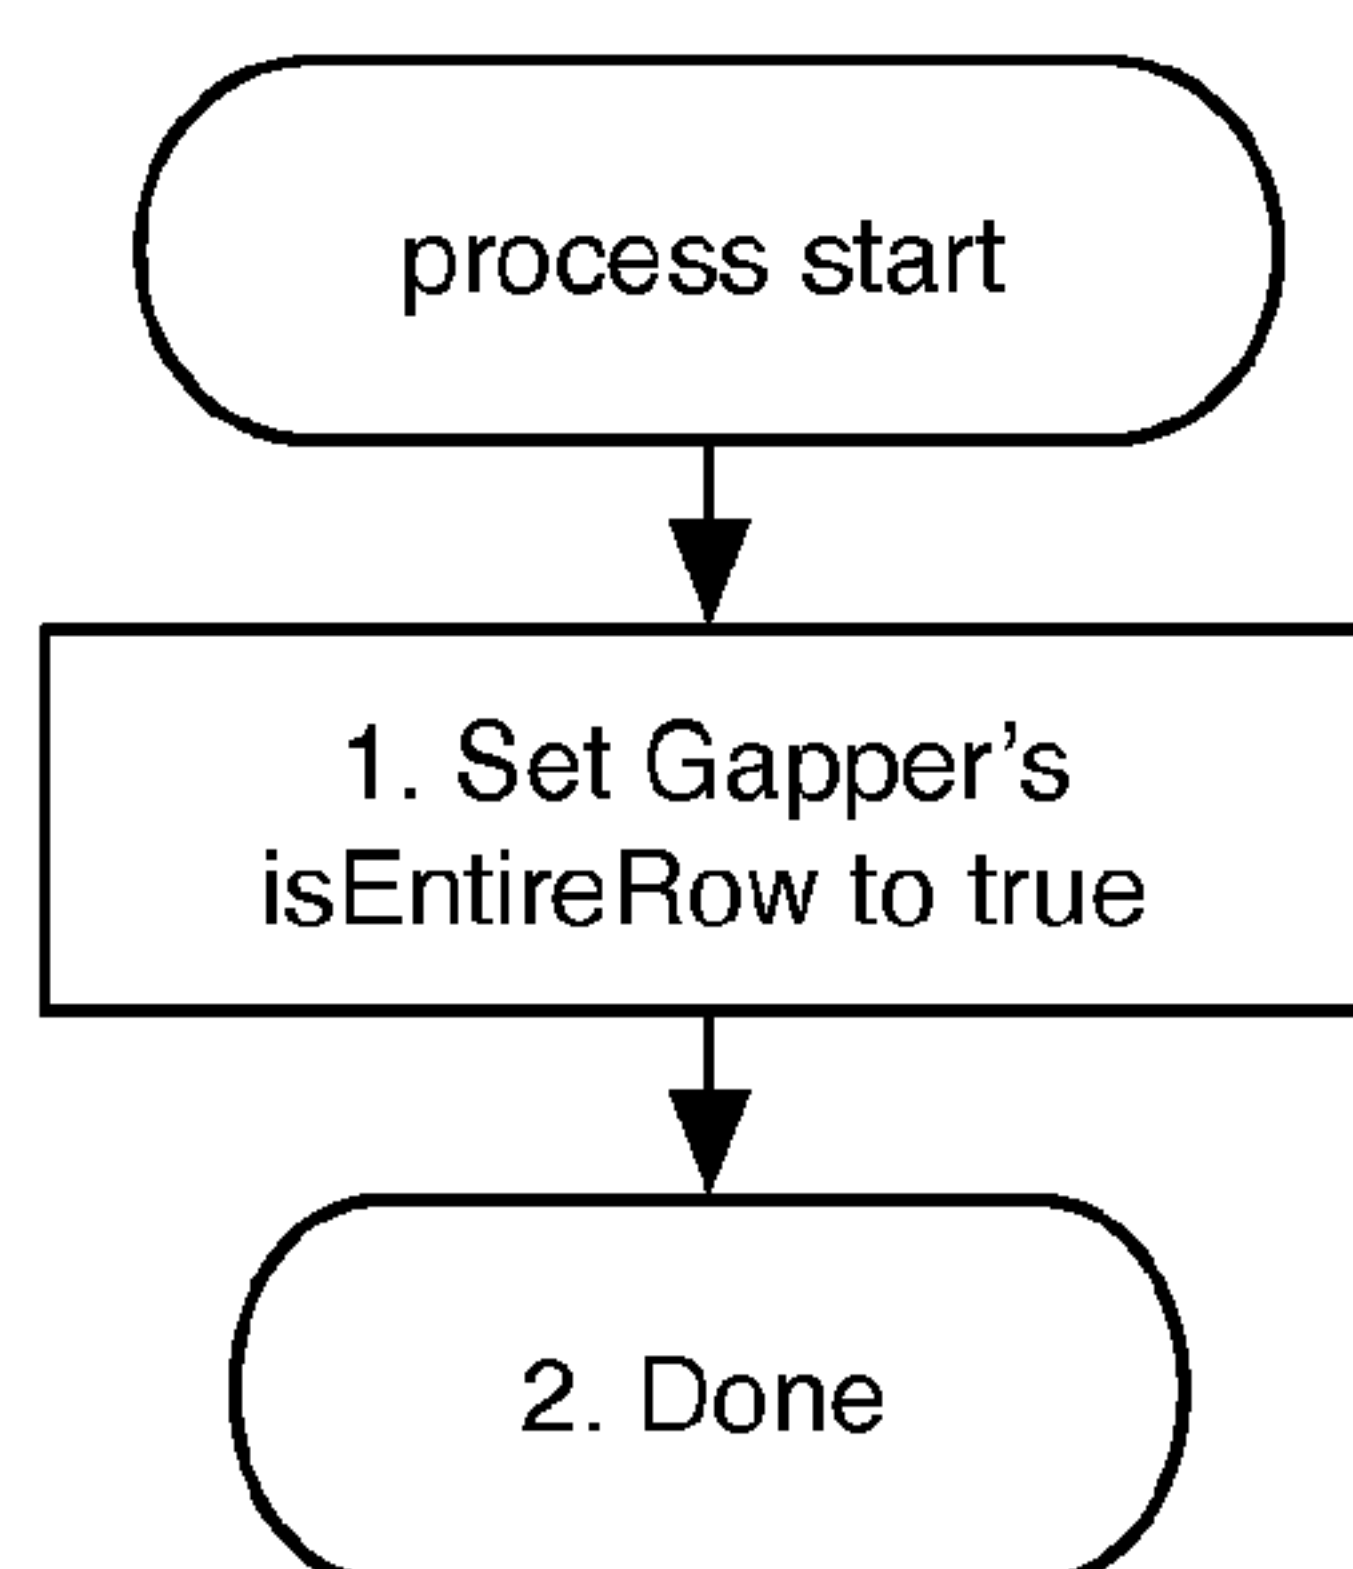 process start
1. Set Gapper’s
isEntireRow to true
2. Done